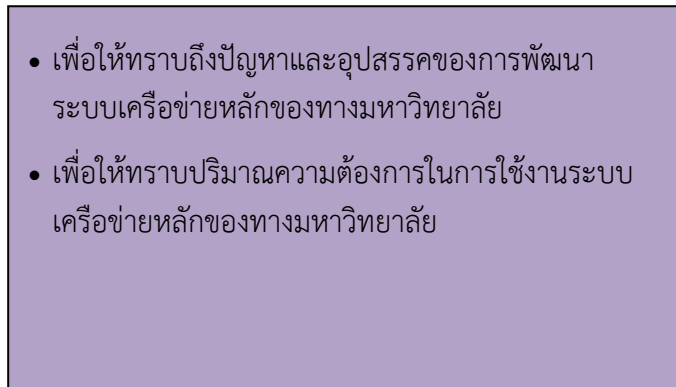 • เพื่อให้ทราบถึงปัญหาและอุปสรรคของการพัฒนา
ระบบเครือข่ายหลักของทางมหาวิทยาลัย
• เพื่อให้ทราบปริมาณความต้องการในการใช้งานระบบ
เครือข่ายหลักของทางมหาวิทยาลัย